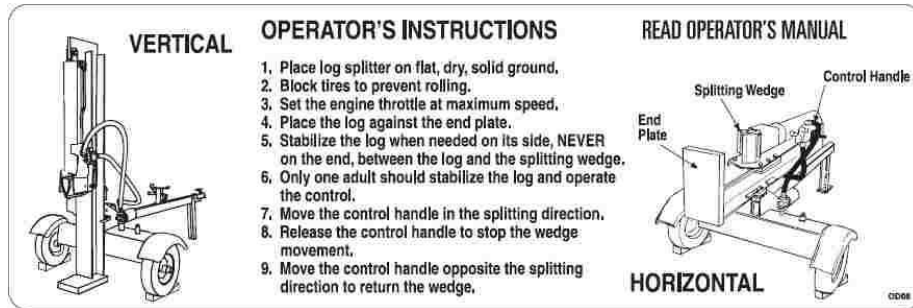 VERTICAL
OPERATOR'S INSTRUCTIONS
1. Place log splitter on flat, dry, solid ground.
2. Block tires to prevent rolling.
3. Set the engine throttle at maximum speed.
4. Place the log against the end plate.
5. Stabilize the log when needed on its side, NEVER
on the end, between the log and the splitting wedge.
6. Only one adult should stabilize the log and operate
the control.
7. Move the control handle in the splitting direction.
8. Release the control handle to stop the wedge
movement.
9. Move the control handle opposite the splitting
direction to return the wedge.
READ OPERATOR'S MANUAL
Control Handle
Splitting Wedge
End
Plate
HORIZONTAL